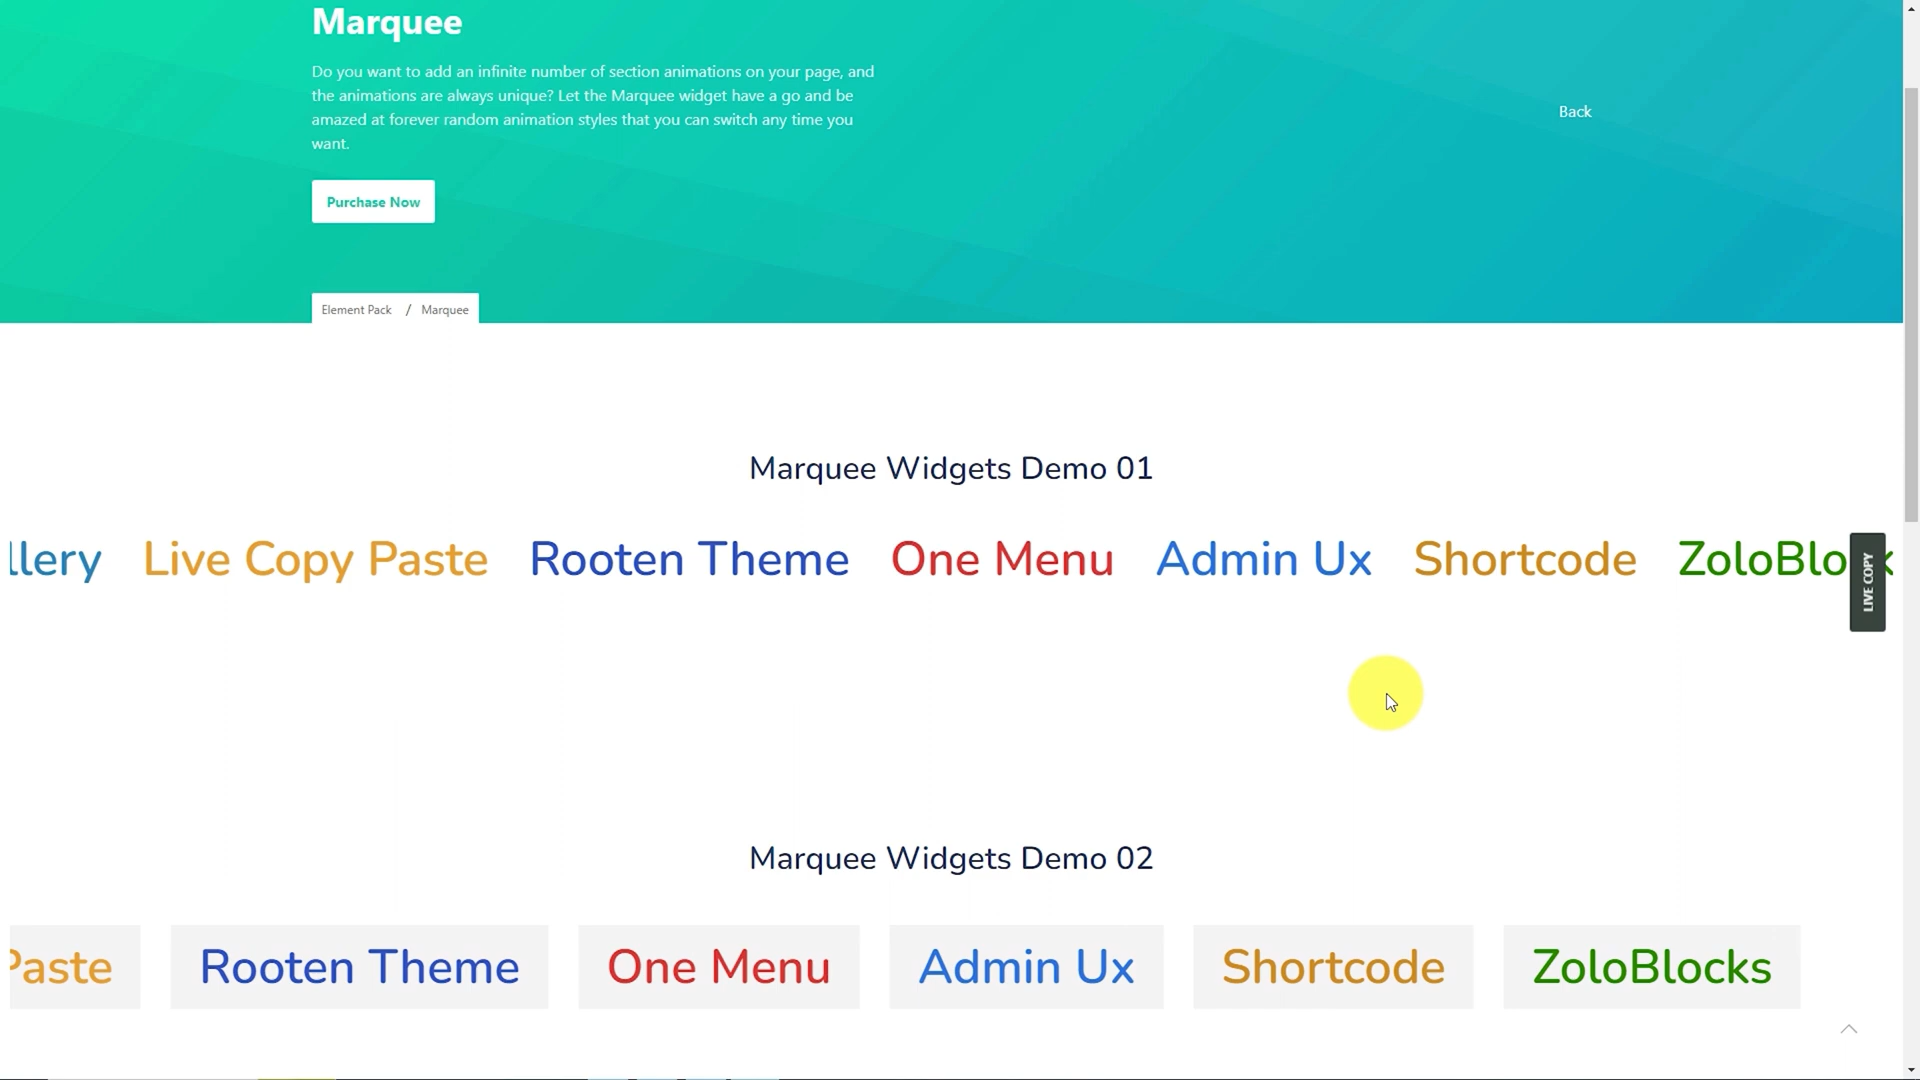 Marquee
Do you want to add an infinite number of section animations on your page, and
the animations are always unique? Let the Marquee widget have a go and be
amazed at forever random animation styles that you can switch any time you
want.
Back
Purchase Now
Element Pack / Marquee
Marquee Widgets Demo 01
llery Live Copy Paste Rooten Theme One Menu Admin Ux Shortcode ZoloBlo
LIVE COPY
Marquee Widgets Demo 02
Paste Rooten Theme One Menu Admin Ux Shortcode ZoloBlocks